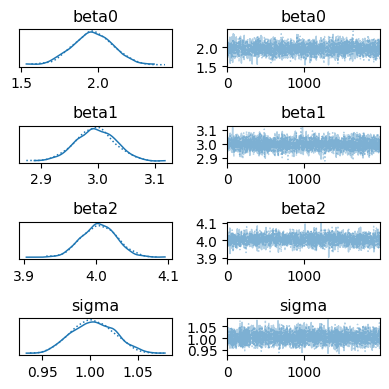 beta0 beta0
2.0
1.5
1.5 2.0 0 1000
beta1 beta1
3.1
3.0
2.9
2.9 3.0 3.1 0 1000
beta2 beta2
4.1
4.0
3.9
3.9 4.0 4.1 0 1000
sigma sigma
1.05
1.00
0.95
0.95 1.00 1.05 0 1000